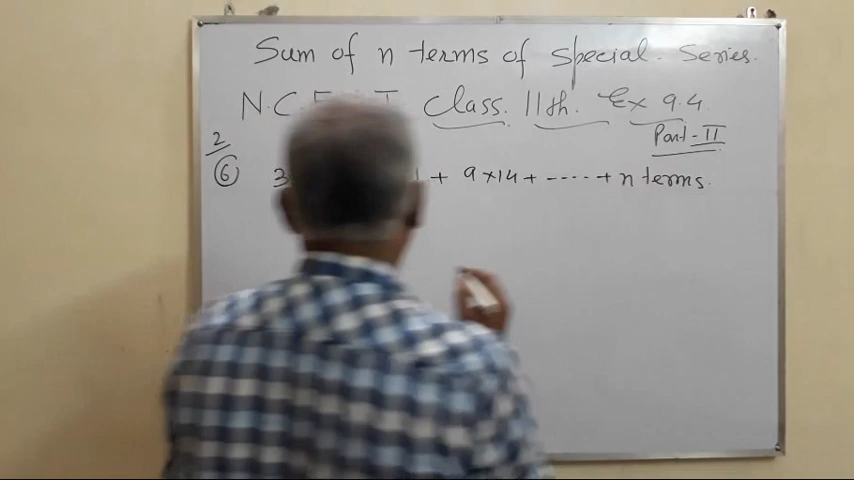 Sum of n terms of special. Series.
N.C. Class. 11th. Ex 9.4.
Part-II
2
6 3 + 9×14 + ----- + n terms.